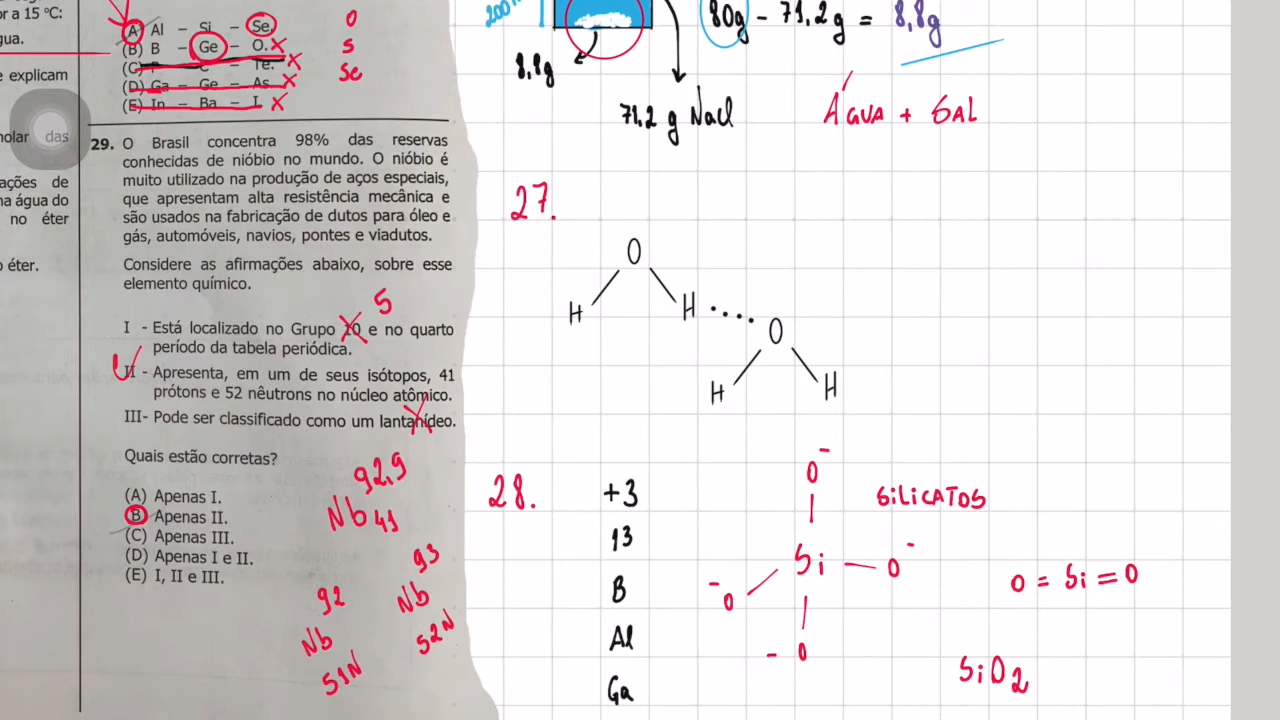 or a 15 °C:
gua.
explicam
molar das
ações de
na água do
no éter
éter.
(A) Al - Si - Se
(B) B - Ge - O.
Te.
(D) Ga - Ge - As
(E) In - Ba - I.
O
S
Se
29. O Brasil concentra 98% das reservas
conhecidas de nióbio no mundo. O nióbio é
muito utilizado na produção de aços especiais,
que apresentam alta resistência mecânica e
são usados na fabricação de dutos para óleo e
gás, automóveis, navios, pontes e viadutos.
Considere as afirmações abaixo, sobre esse
elemento químico.
5
I - Está localizado no Grupo 10 e no quarto
período da tabela periódica.
II - Apresenta, em um de seus isótopos, 41
prótons e 52 nêutrons no núcleo atômico.
III- Pode ser classificado como um lantanídeo.
Quais estão corretas?
(A) Apenas I.
(B) Apenas II.
(C) Apenas III.
(D) Apenas I e II.
(E) I, II e III.
92,9
Nb 41
93
Nb
52N
92
Nb
51N
80g - 71,2g = 8,8g
8,8g
71,2 g NaCl
ÁGUA + SAL
27.
O
H H
O
H H
28.
+3
13
B
Al
Ga
O⁻
Si
O⁻
⁻O
⁻O
SILICATOS
O = Si = O
SiO2